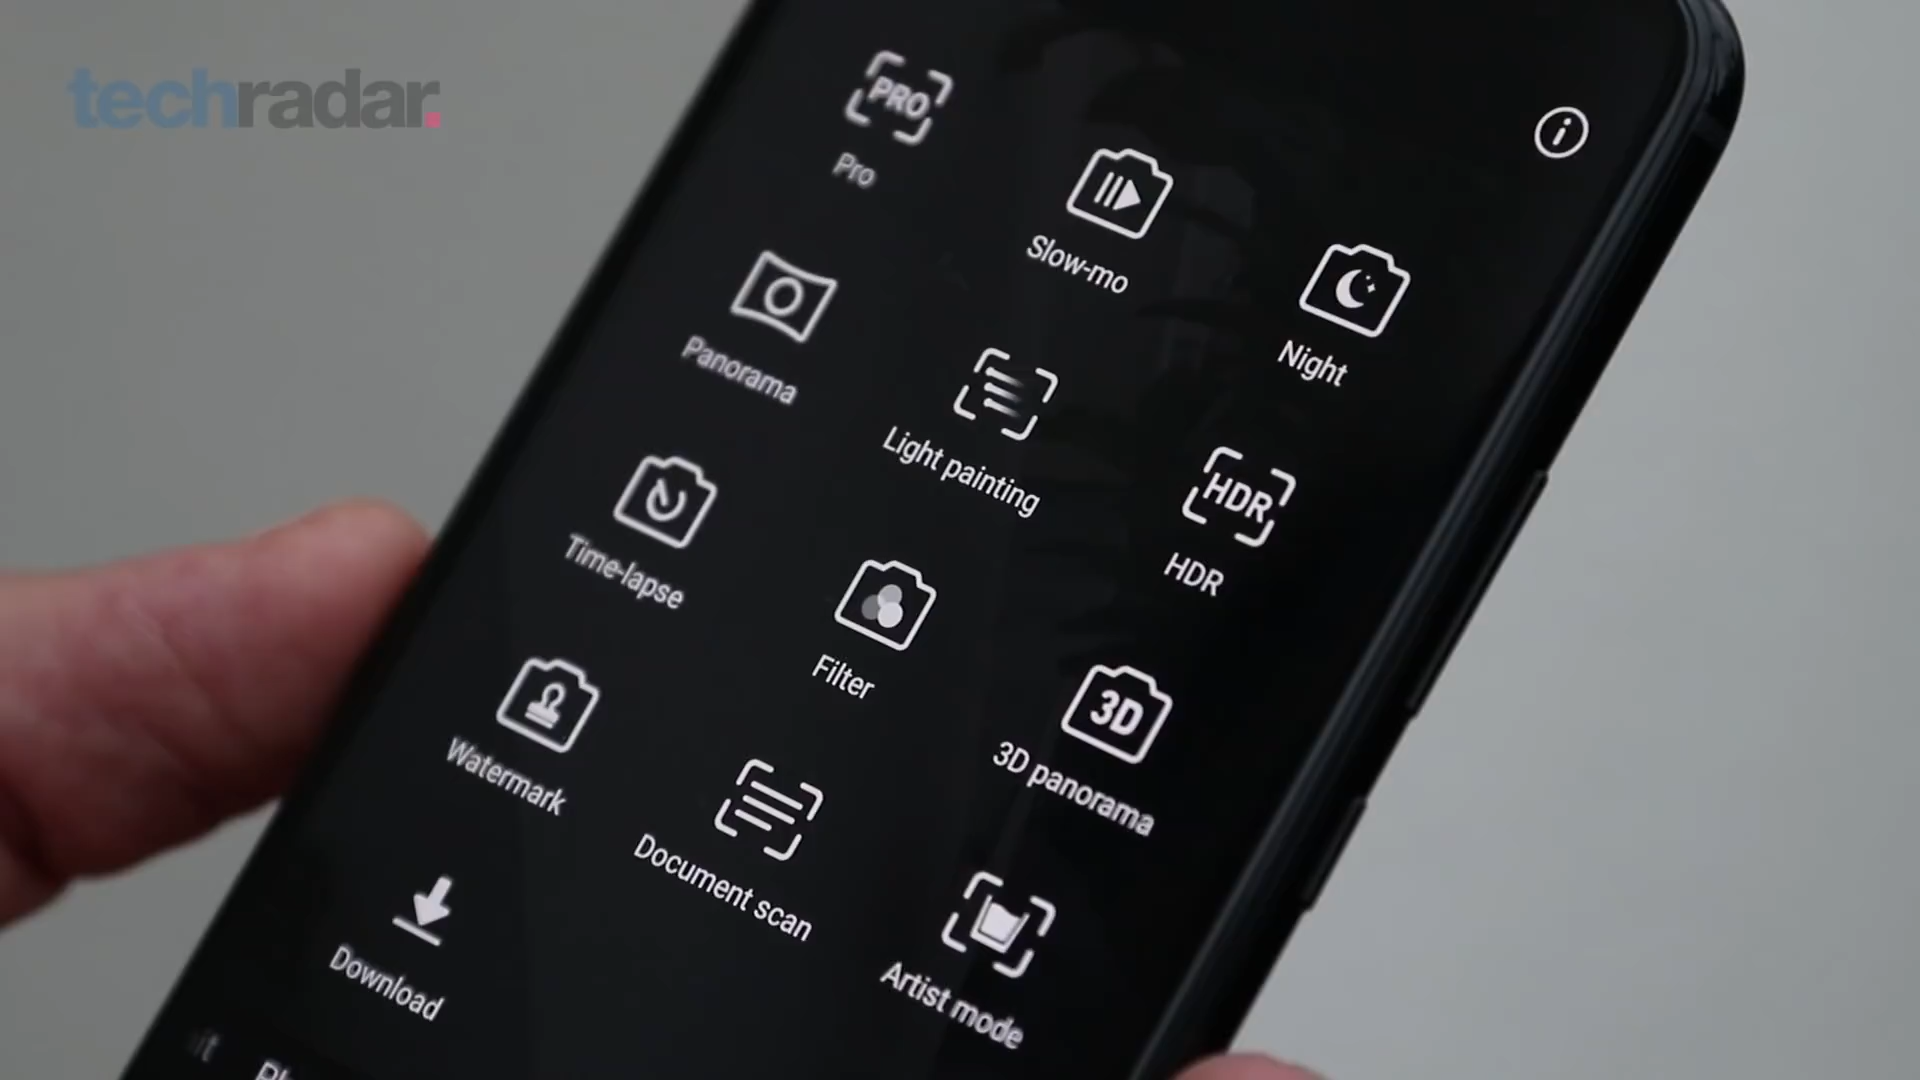 techradar.
PRO
Pro
Slow-mo
Night
Panorama
Light painting
HDR
HDR
Time-lapse
Filter
3D
3D panorama
Watermark
Document scan
Artist mode
Download